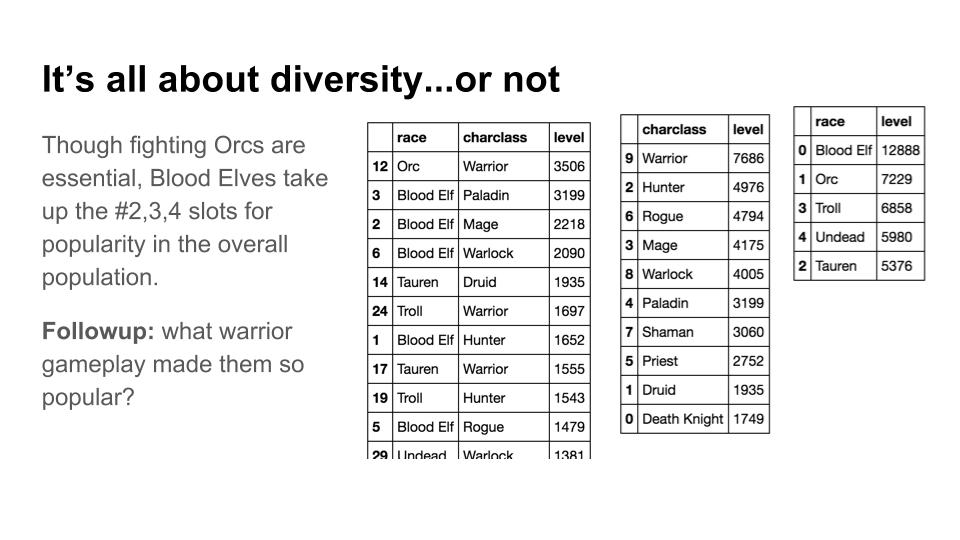 It's all about diversity...or not
Though fighting Orcs are
essential, Blood Elves take
up the #2,3,4 slots for
popularity in the overall
population.
Followup: what warrior
gameplay made them so
popular?
race charclass level
12 Orc Warrior 3506
3 Blood Elf Paladin 3199
2 Blood Elf Mage 2218
6 Blood Elf Warlock 2090
14 Tauren Druid 1935
24 Troll Warrior 1697
1 Blood Elf Hunter 1652
17 Tauren Warrior 1555
19 Troll Hunter 1543
5 Blood Elf Rogue 1479
29 Undead Warlock 1381
charclass level
9 Warrior 7686
2 Hunter 4976
6 Rogue 4794
3 Mage 4175
8 Warlock 4005
4 Paladin 3199
7 Shaman 3060
5 Priest 2752
1 Druid 1935
0 Death Knight 1749
race level
0 Blood Elf 12888
1 Orc 7229
3 Troll 6858
4 Undead 5980
2 Tauren 5376